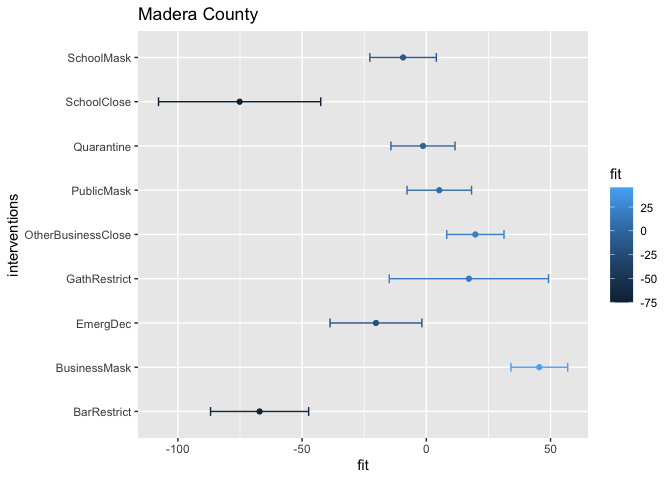 Madera County
SchoolMask
SchoolClose
Quarantine
PublicMask
OtherBusinessClose
GathRestrict
EmergDec
BusinessMask
BarRestrict
interventions
-100 -50 0 50
fit
fit
25
0
-25
-50
-75